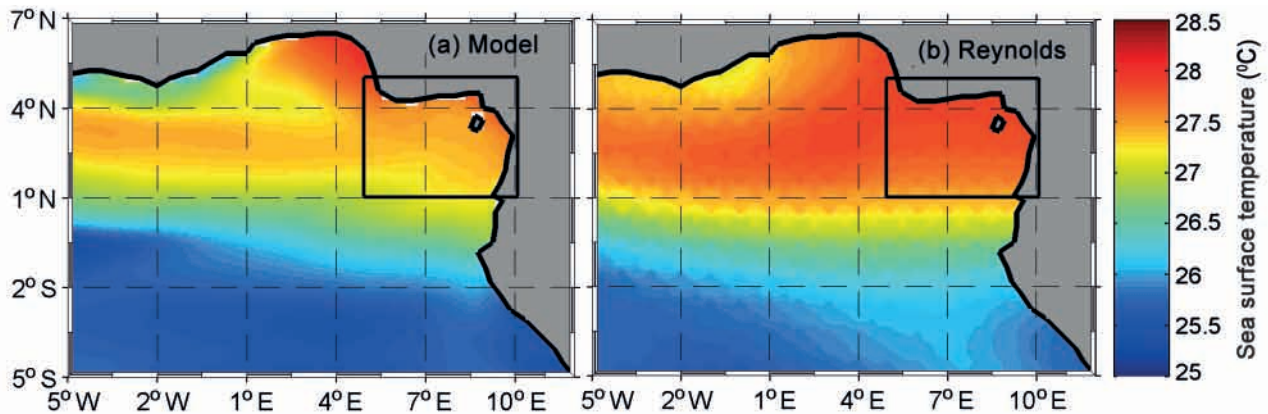 7° N
4° N
1° N
2° S
5° S
(a) Model
5° W 2° W 1° E 4° E 7° E 10° E
(b) Reynolds
5° W 2° W 1° E 4° E 7° E 10° E
28.5
28
27.5
27
26.5
26
25.5
25
Sea surface temperature (⁰C)